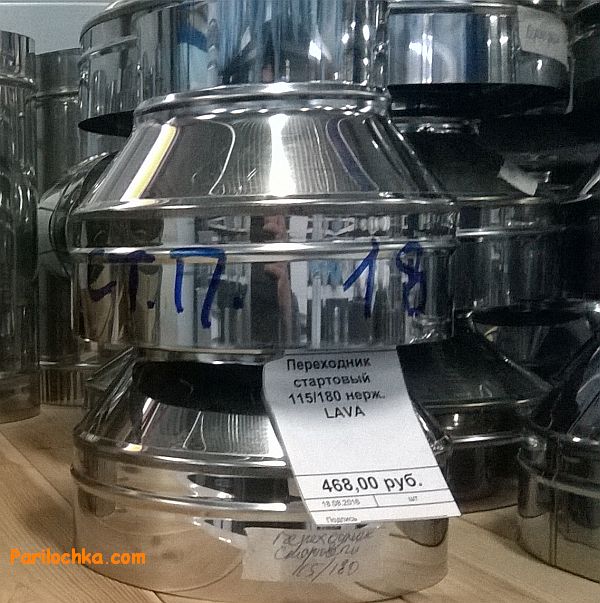 ст.П. 18
Переходник
стартовый
115/180 нерж.
LAVA
468,00 руб.
18.08.2016
шт
Подпись
Переходник
115/180
Parilochka.com